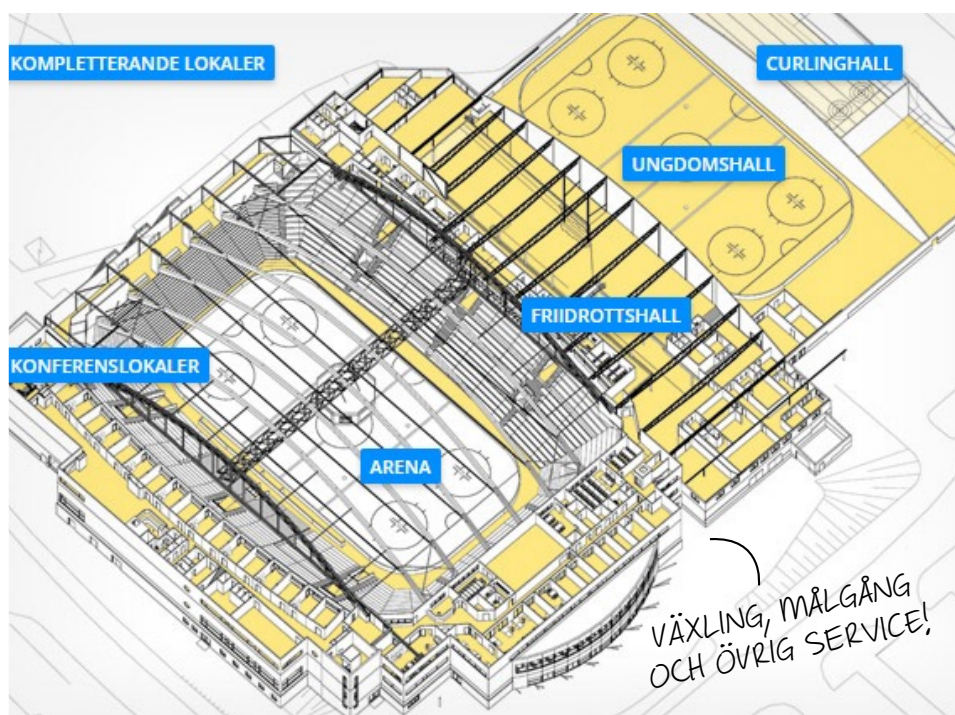 KOMPLETTERANDE LOKALER
CURLINGHALL
UNGDOMSHALL
FRIIDROTTSHALL
KONFERENSLOKALER
ARENA
VÄXLING, MÅLGÅNG
OCH ÖVRIG SERVICE!